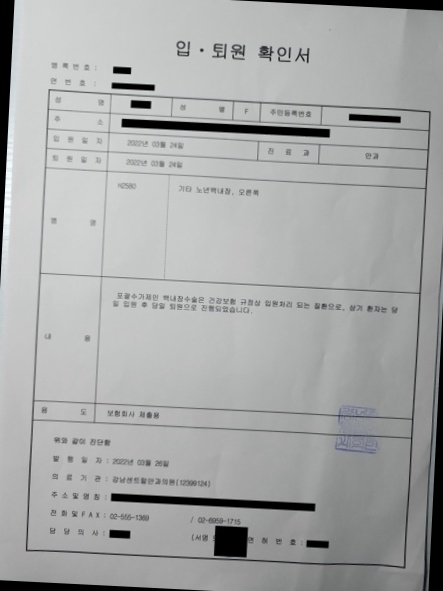 입 · 퇴원 확인서
등록번호 :
연 번 호 :
성 명 성 별 F 주민등록번호
주 소
입 원 일 자 2022년 03월 24일 진 료 과 안과
퇴 원 일 자 2022년 03월 24일
병 명 H2580 기타 노년백내장, 오른쪽
내 용 포괄수가제인 백내장수술은 건강보험 규정상 입원처리 되는 질환으로, 상기 환자는 당
일 입원 후 당일 퇴원으로 진행되었습니다.
용 도 보험회사 제출용
위와 같이 진단함
발 행 일 자 : 2022년 03월 26일
의 료 기 관 : 강남센트럴안과의원(12399124)
주 소 및 명 칭 :
전 화 및 F A X : 02-555-1369 / 02-6959-1715
담 당 의 사 : (서명 면 허 번 호 :